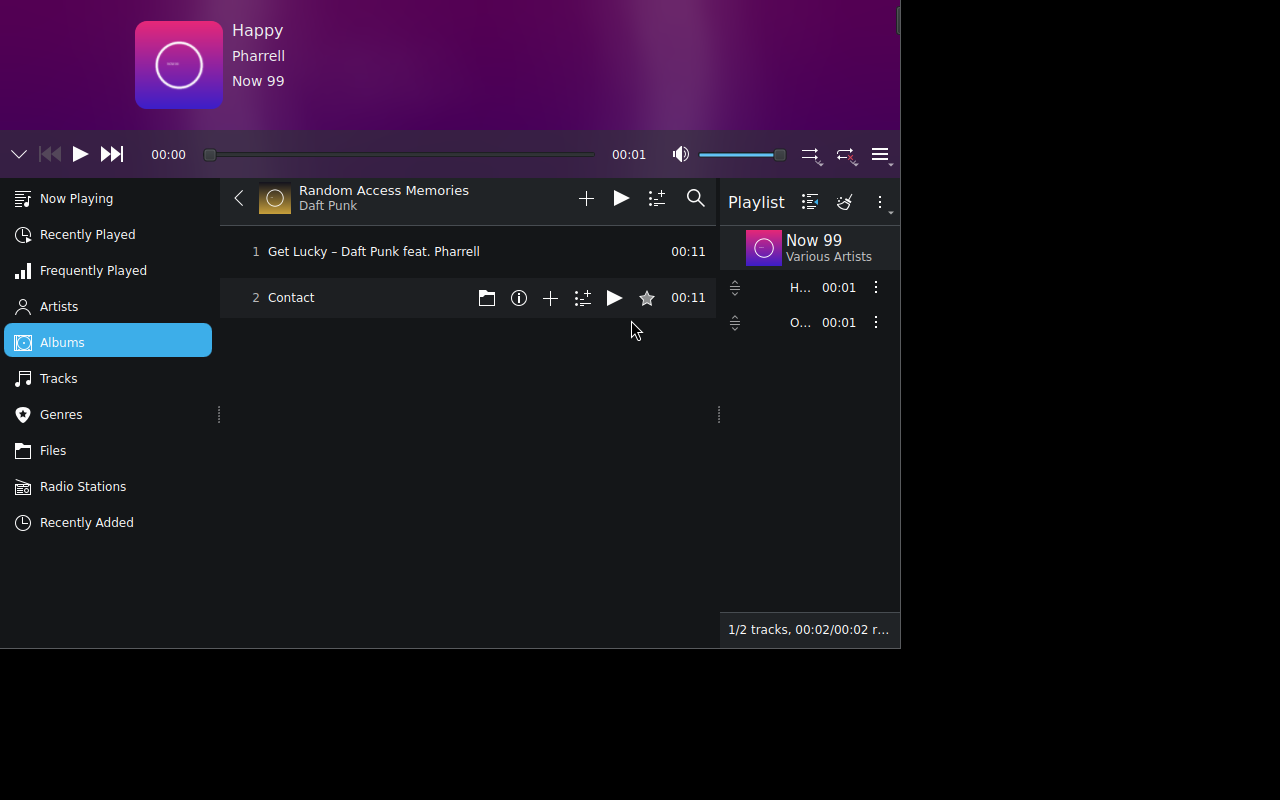 Happy
Pharrell
Now 99
00:00
00:01
Now Playing
Recently Played
Frequently Played
Artists
Albums
Tracks
Genres
Files
Radio Stations
Recently Added
Random Access Memories
Daft Punk
1 Get Lucky – Daft Punk feat. Pharrell 00:11
2 Contact 00:11
Playlist
Now 99
Various Artists
H... 00:01
O... 00:01
1/2 tracks, 00:02/00:02 r...